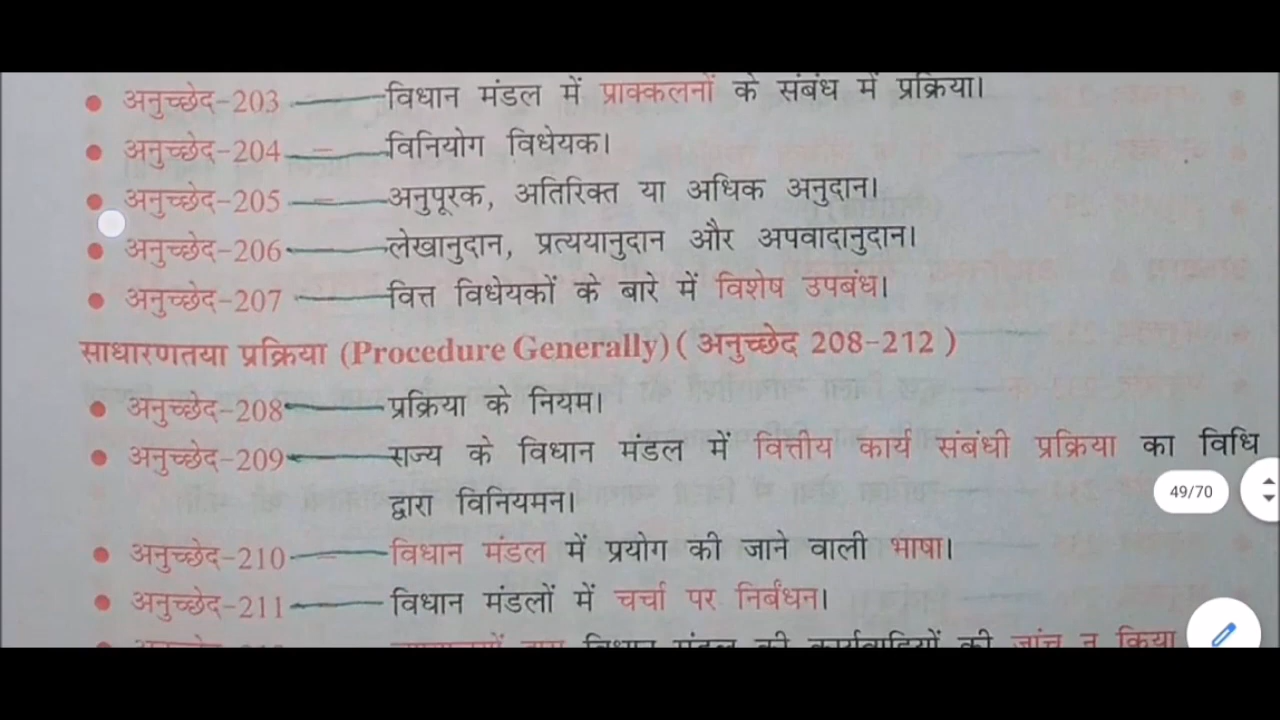 • अनुच्छेद-203 विधान मंडल में प्राक्कलनों के संबंध में प्रक्रिया।
• अनुच्छेद-204 विनियोग विधेयक।
• अनुच्छेद-205 अनुपूरक, अतिरिक्त या अधिक अनुदान।
• अनुच्छेद-206 लेखानुदान, प्रत्ययानुदान और अपवादानुदान।
• अनुच्छेद-207 वित्त विधेयकों के बारे में विशेष उपबंध।
साधारणतया प्रक्रिया (Procedure Generally) ( अनुच्छेद 208-212 )
• अनुच्छेद-208 प्रक्रिया के नियम।
• अनुच्छेद-209 राज्य के विधान मंडल में वित्तीय कार्य संबंधी प्रक्रिया का विधि
द्वारा विनियमन।
49/70
• अनुच्छेद-210 विधान मंडल में प्रयोग की जाने वाली भाषा।
• अनुच्छेद-211 विधान मंडलों में चर्चा पर निर्बंधन।
विधान मंडल की कार्यवाहियों की जांच न किया